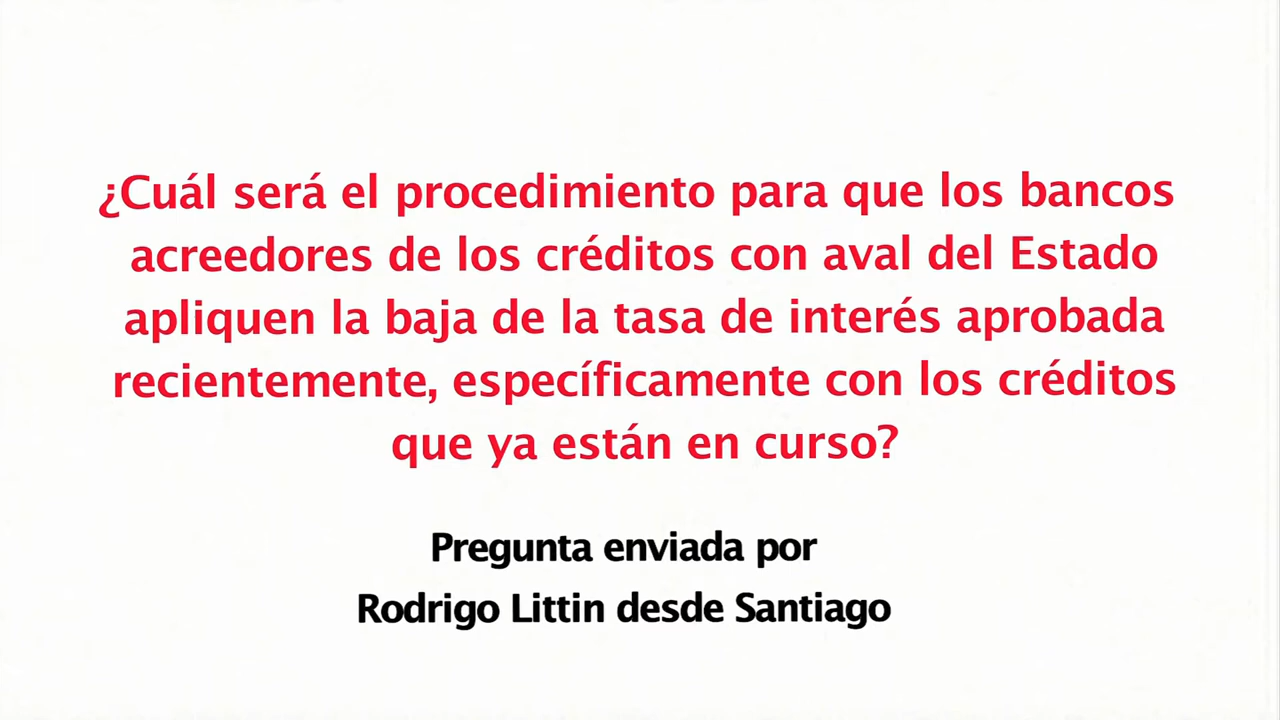 ¿Cuál será el procedimiento para que los bancos
acreedores de los créditos con aval del Estado
apliquen la baja de la tasa de interés aprobada
recientemente, específicamente con los créditos
que ya están en curso?
Pregunta enviada por
Rodrigo Littin desde Santiago